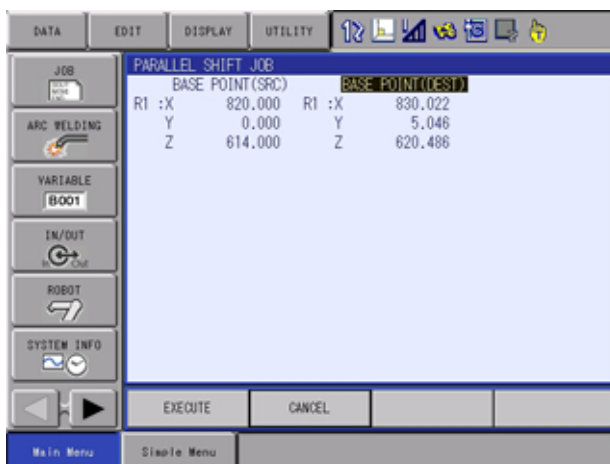 DATA EDIT DISPLAY UTILITY
JOB
ARC WELDING
VARIABLE
B001
IN/OUT
In Out
ROBOT
SYSTEM INFO
PARALLEL SHIFT JOB
BASE POINT(SRC) BASE POINT(DEST)
R1 :X 820.000 R1 :X 830.022
Y 0.000 Y 5.046
Z 614.000 Z 620.486
EXECUTE CANCEL
Main Menu Simple Menu